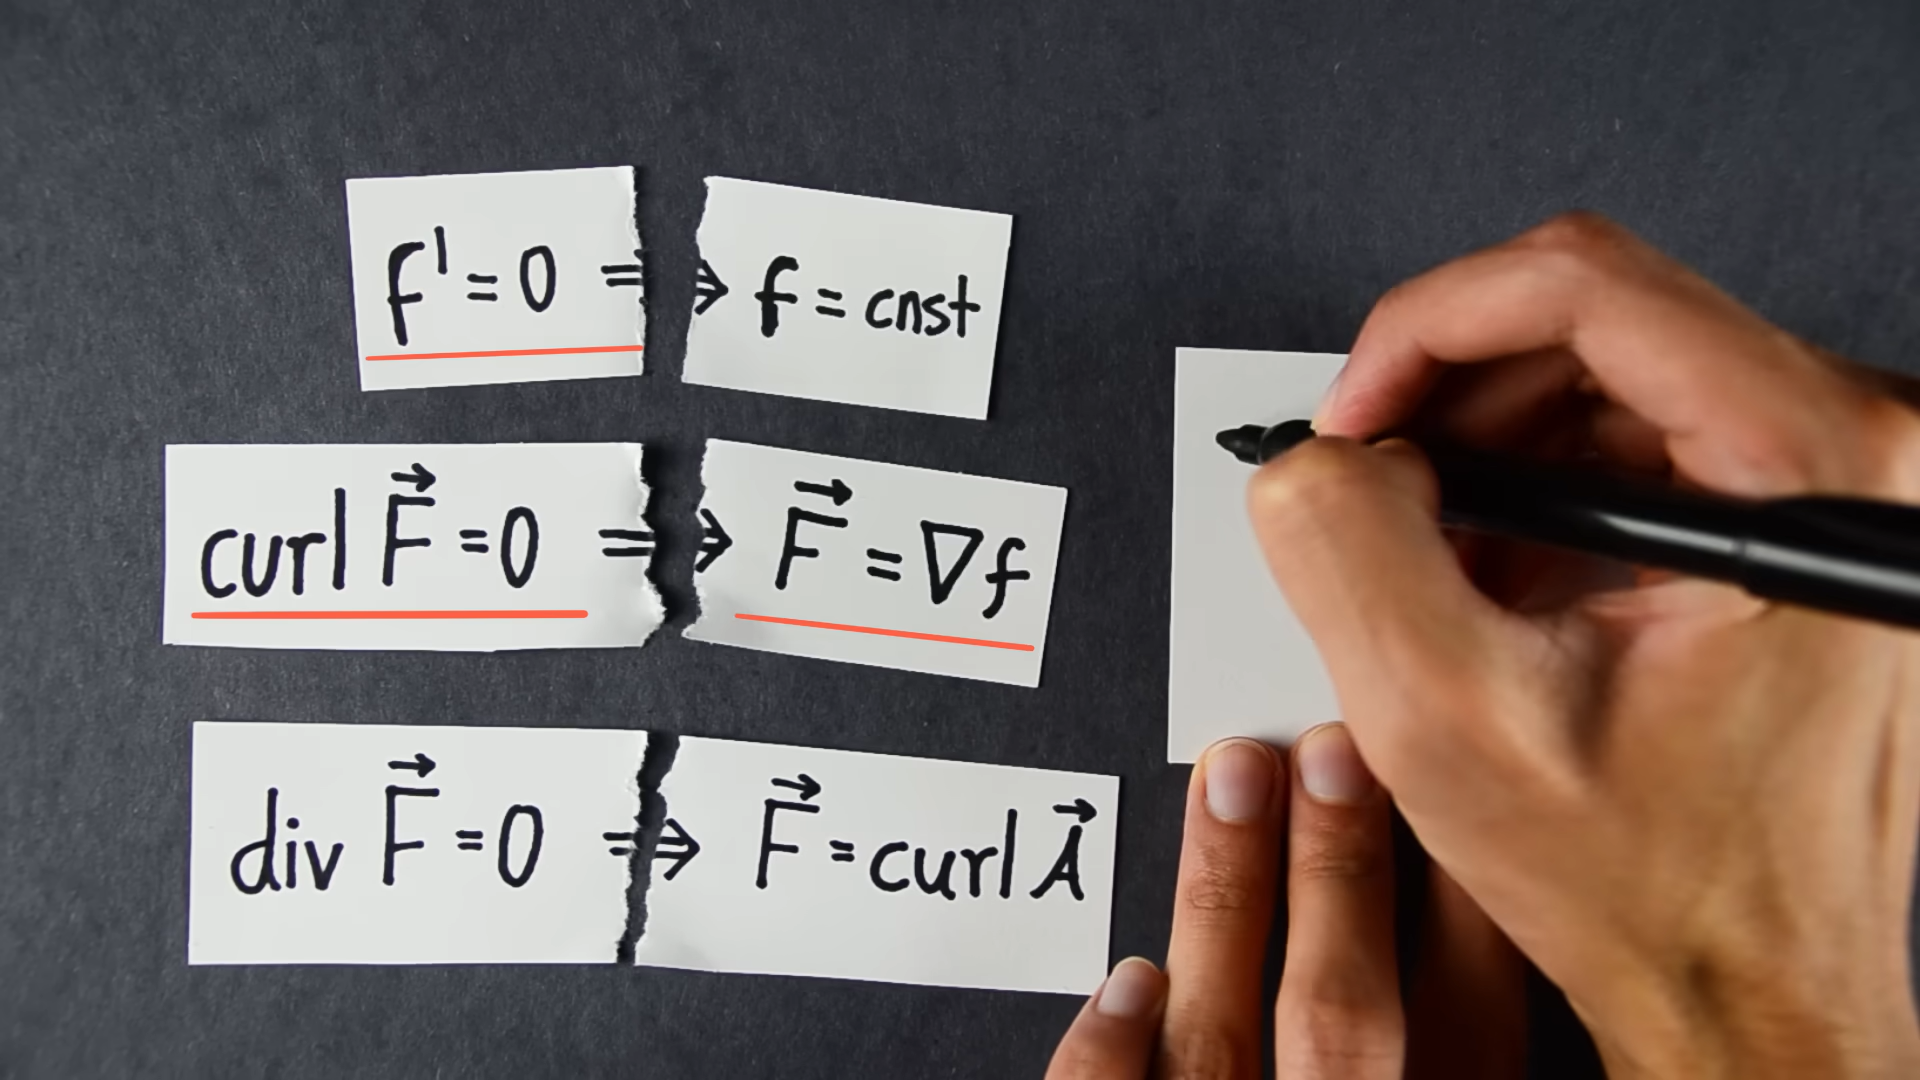 f' = 0 ⇒ f = cnst
curl F⃗ = 0 ⇒ F⃗ = ∇f
div F⃗ = 0 ⇒ F⃗ = curl A⃗